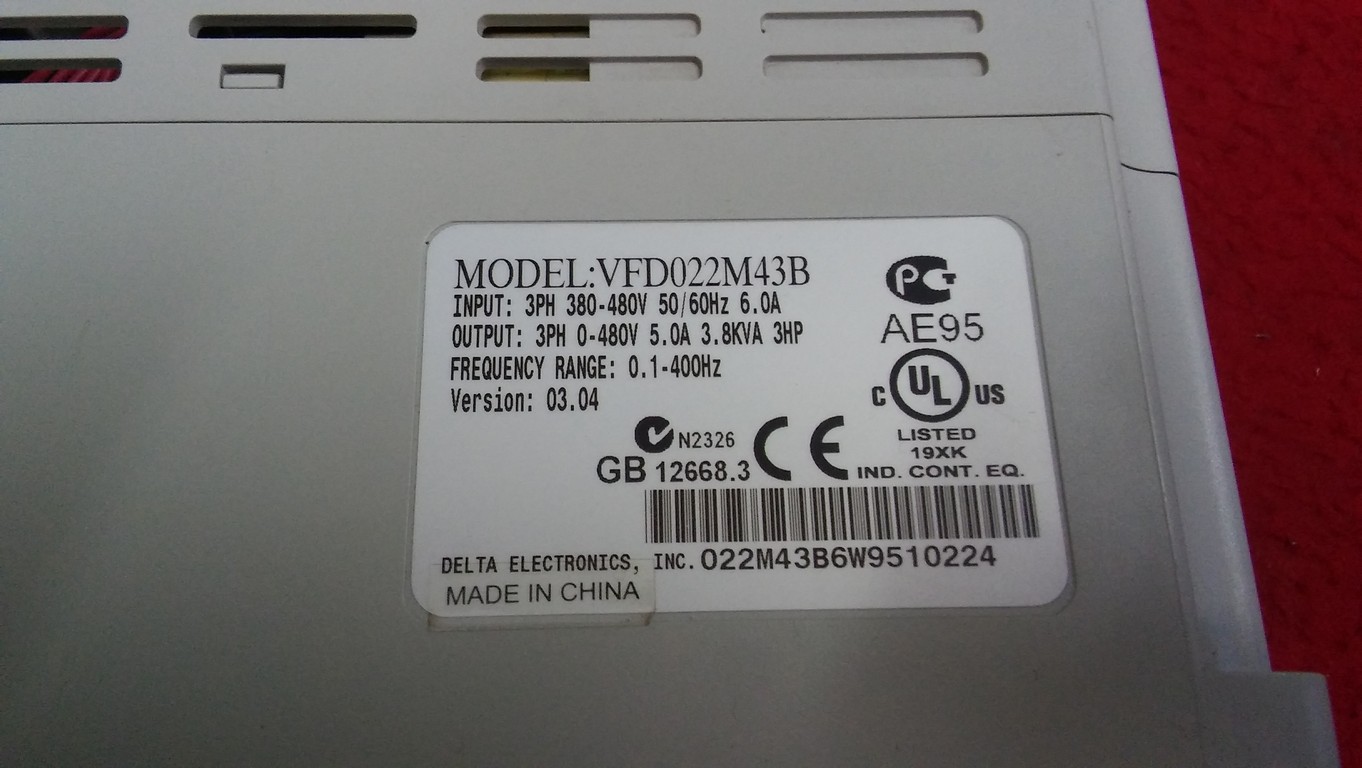 MODEL:VFD022M43B
INPUT: 3PH 380-480V 50/60Hz 6.0A
OUTPUT: 3PH 0-480V 5.0A 3.8KVA 3HP
FREQUENCY RANGE: 0.1-400Hz
Version: 03.04
PCT
AE95
C UL US
LISTED
19XK
IND. CONT. EQ.
N2326
GB 12668.3
CE
DELTA ELECTRONICS, INC. 022M43B6W9510224
MADE IN CHINA